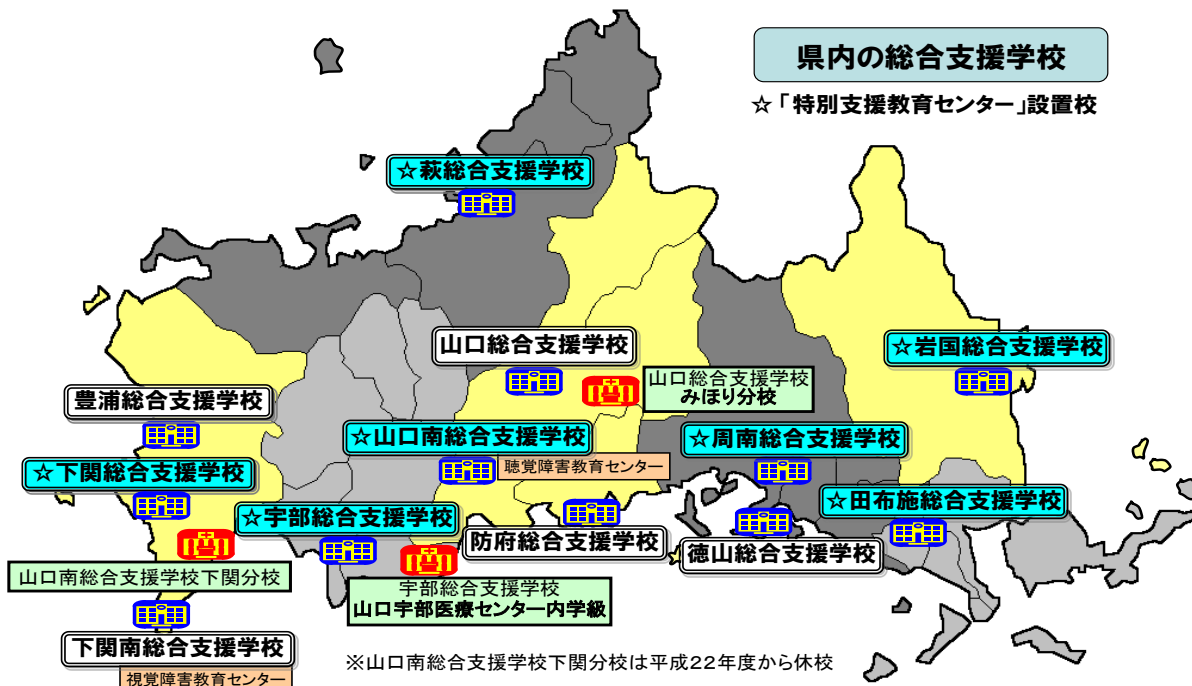 県内の総合支援学校
☆「特別支援教育センター」設置校
☆萩総合支援学校
山口総合支援学校
☆岩国総合支援学校
山口総合支援学校
みほり分校
豊浦総合支援学校
☆山口南総合支援学校
聴覚障害教育センター
☆周南総合支援学校
☆下関総合支援学校
☆田布施総合支援学校
☆宇部総合支援学校
防府総合支援学校
徳山総合支援学校
山口南総合支援学校下関分校
宇部総合支援学校
山口宇部医療センター内学級
下関南総合支援学校
視覚障害教育センター
※山口南総合支援学校下関分校は平成22年度から休校